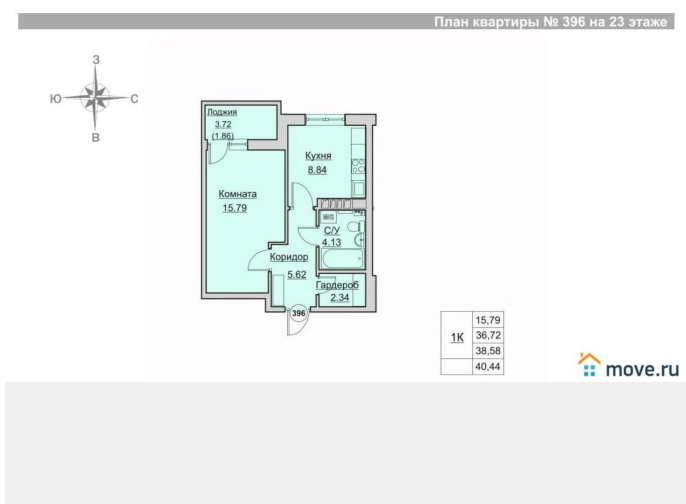 План квартиры № 396 на 23 этаже
З
Ю
С
В
Лоджия
3.72
(1.86)
Кухня
8.84
Комната
15.79
С/У
4.13
Коридор
5.62
Гардероб
2.34
396
1К
15,79
36,72
38,58
40,44
move.ru